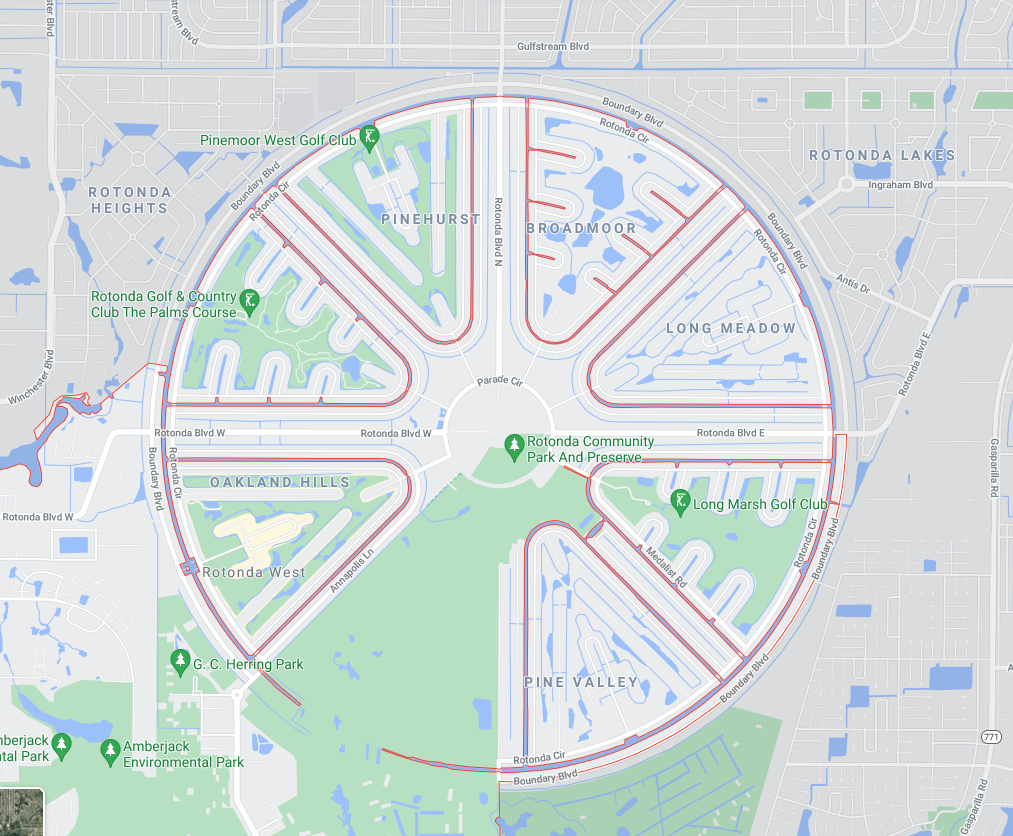 Gulfstream Blvd
Boundary Blvd
Rotonda Cir
Pinemoor West Golf Club
ROTONDA LAKES
Boundary Blvd
Rotonda Cir
Ingraham Blvd
ROTONDA
HEIGHTS
PINEHURST
Rotonda Blvd N
BROADMOOR
Boundary Blvd
Rotonda Cir
Antis Dr
Rotonda Golf & Country
Club The Palms Course
LONG MEADOW
Winchester Blvd
Rotonda Blvd E
Parade Cir
Rotonda Blvd W
Rotonda Blvd W
Rotonda Blvd E
Rotonda Community
Park And Preserve
Boundary Blvd
Rotonda Cir
OAKLAND HILLS
Gasparilla Rd
Long Marsh Golf Club
Rotonda Blvd W
Rotonda Cir
Boundary Blvd
Rotonda West
Annapolis Ln
Medalist Rd
G. C. Herring Park
PINE VALLEY
Boundary Blvd
771
mberjack
ntal Park
Amberjack
Environmental Park
Rotonda Cir
Boundary Blvd
Gasparilla Rd